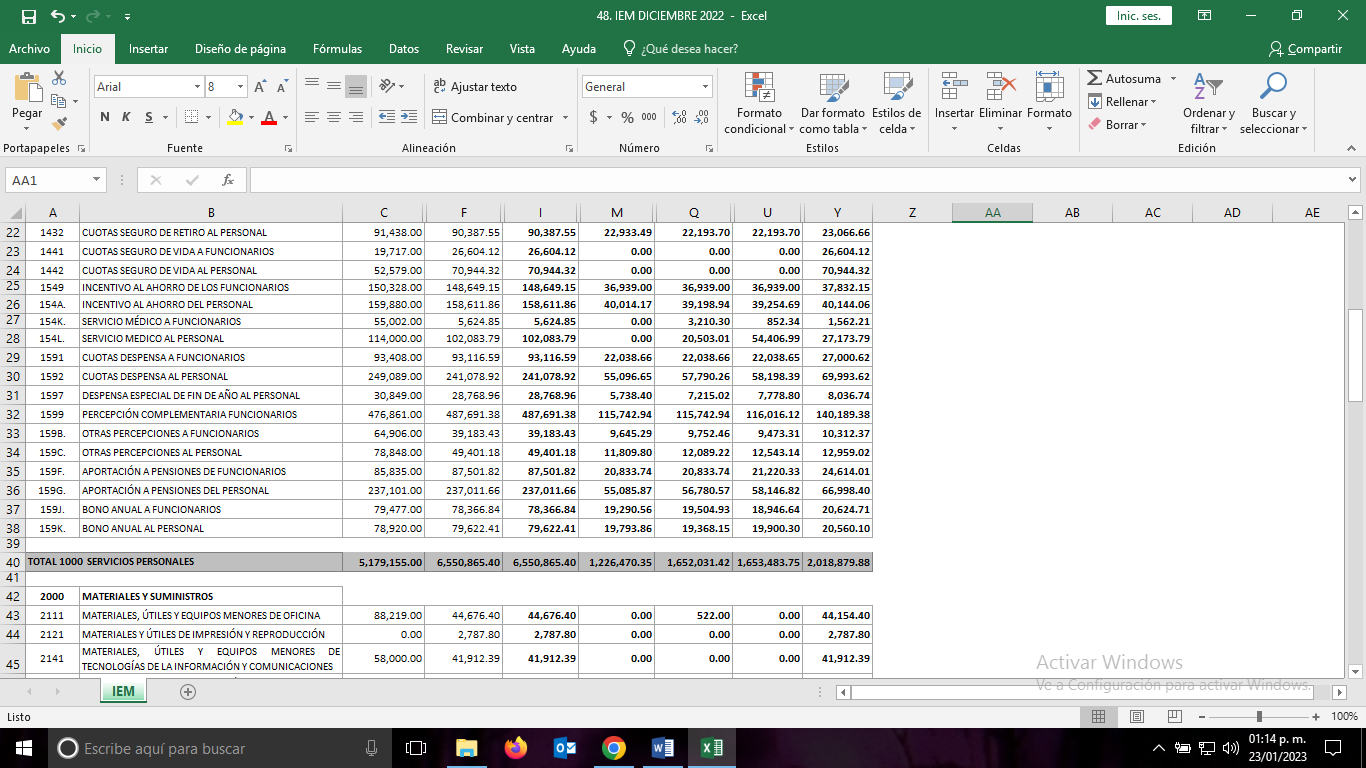 48. IEM DICIEMBRE 2022 - Excel
Inic. ses.
Archivo Inicio Insertar Diseño de página Fórmulas Datos Revisar Vista Ayuda ¿Qué desea hacer? Compartir
Pegar
Portapapeles
Arial 8
N K S
Fuente
Ajustar texto
Combinar y centrar
Alineación
General
$ % 000
Número
Formato condicional
Dar formato como tabla
Estilos de celda
Estilos
Insertar Eliminar Formato
Celdas
Autosuma
Rellenar
Borrar
Ordenar y filtrar
Buscar y seleccionar
Edición
AA1 fx
A B C F I M Q U Y Z AA AB AC AD AE
22 1432 CUOTAS SEGURO DE RETIRO AL PERSONAL 91,438.00 90,387.55 90,387.55 22,933.49 22,193.70 22,193.70 23,066.66
23 1441 CUOTAS SEGURO DE VIDA A FUNCIONARIOS 19,717.00 26,604.12 26,604.12 0.00 0.00 0.00 26,604.12
24 1442 CUOTAS SEGURO DE VIDA AL PERSONAL 52,579.00 70,944.32 70,944.32 0.00 0.00 0.00 70,944.32
25 1549 INCENTIVO AL AHORRO DE LOS FUNCIONARIOS 150,328.00 148,649.15 148,649.15 36,939.00 36,939.00 36,939.00 37,832.15
26 154A. INCENTIVO AL AHORRO DEL PERSONAL 159,880.00 158,611.86 158,611.86 40,014.17 39,198.94 39,254.69 40,144.06
27 154K. SERVICIO MÉDICO A FUNCIONARIOS 55,002.00 5,624.85 5,624.85 0.00 3,210.30 852.34 1,562.21
28 154L. SERVICIO MEDICO AL PERSONAL 114,000.00 102,083.79 102,083.79 0.00 20,503.01 54,406.99 27,173.79
29 1591 CUOTAS DESPENSA A FUNCIONARIOS 93,408.00 93,116.59 93,116.59 22,038.66 22,038.66 22,038.65 27,000.62
30 1592 CUOTAS DESPENSA AL PERSONAL 249,089.00 241,078.92 241,078.92 55,096.65 57,790.26 58,198.39 69,993.62
31 1597 DESPENSA ESPECIAL DE FIN DE AÑO AL PERSONAL 30,849.00 28,768.96 28,768.96 5,738.40 7,215.02 7,778.80 8,036.74
32 1599 PERCEPCIÓN COMPLEMENTARIA FUNCIONARIOS 476,861.00 487,691.38 487,691.38 115,742.94 115,742.94 116,016.12 140,189.38
33 159B. OTRAS PERCEPCIONES A FUNCIONARIOS 64,906.00 39,183.43 39,183.43 9,645.29 9,752.46 9,473.31 10,312.37
34 159C. OTRAS PERCEPCIONES AL PERSONAL 78,848.00 49,401.18 49,401.18 11,809.80 12,089.22 12,543.14 12,959.02
35 159F. APORTACIÓN A PENSIONES DE FUNCIONARIOS 85,835.00 87,501.82 87,501.82 20,833.74 20,833.74 21,220.33 24,614.01
36 159G. APORTACIÓN A PENSIONES DEL PERSONAL 237,101.00 237,011.66 237,011.66 55,085.87 56,780.57 58,146.82 66,998.40
37 159J. BONO ANUAL A FUNCIONARIOS 79,477.00 78,366.84 78,366.84 19,290.56 19,504.93 18,946.64 20,624.71
38 159K. BONO ANUAL AL PERSONAL 78,920.00 79,622.41 79,622.41 19,793.86 19,368.15 19,900.30 20,560.10
39
40 TOTAL 1000 SERVICIOS PERSONALES 5,179,155.00 6,550,865.40 6,550,865.40 1,226,470.35 1,652,031.42 1,653,483.75 2,018,879.88
41
42 2000 MATERIALES Y SUMINISTROS
43 2111 MATERIALES, ÚTILES Y EQUIPOS MENORES DE OFICINA 88,219.00 44,676.40 44,676.40 0.00 522.00 0.00 44,154.40
44 2121 MATERIALES Y ÚTILES DE IMPRESIÓN Y REPRODUCCIÓN 0.00 2,787.80 2,787.80 0.00 0.00 0.00 2,787.80
45 2141 MATERIALES, ÚTILES Y EQUIPOS MENORES DE TECNOLOGÍAS DE LA INFORMACIÓN Y COMUNICACIONES 58,000.00 41,912.39 41,912.39 0.00 0.00 0.00 41,912.39
Activar Windows
Ve a Configuración para activar Windows.
IEM
Listo 100%
Escribe aquí para buscar
01:14 p. m.
23/01/2023